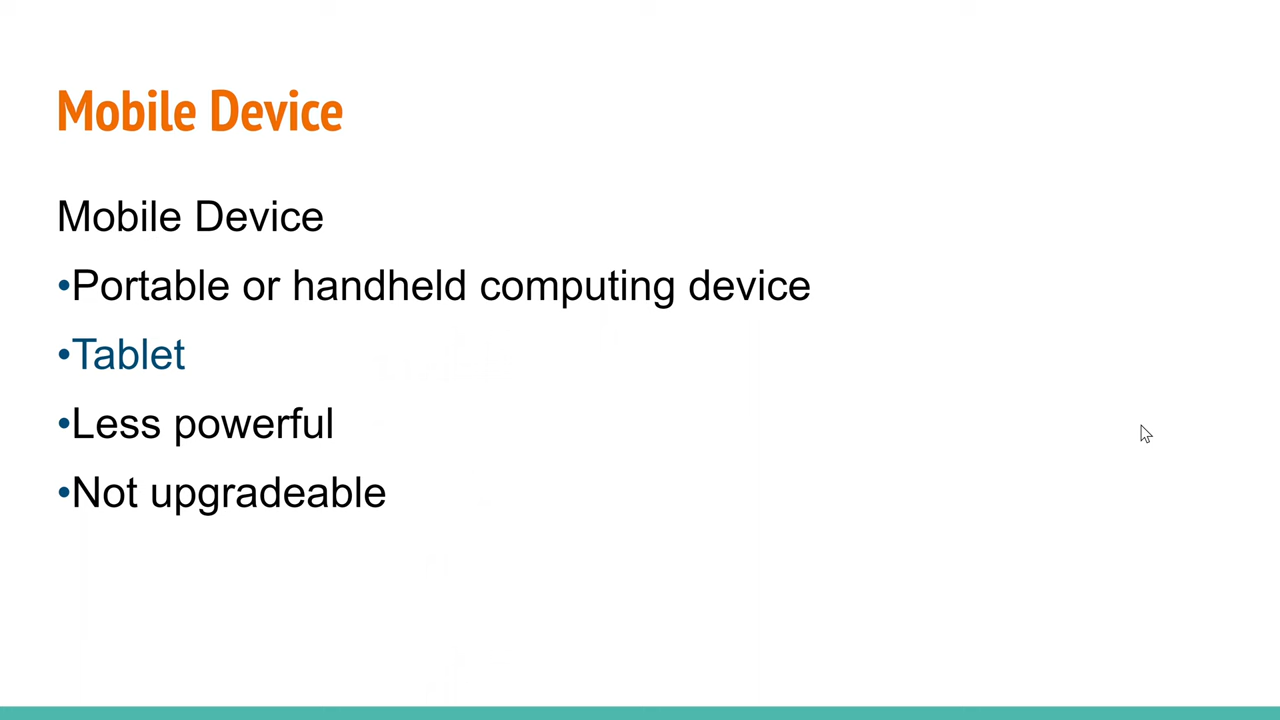 Mobile Device
Mobile Device
•Portable or handheld computing device
•Tablet
•Less powerful
•Not upgradeable